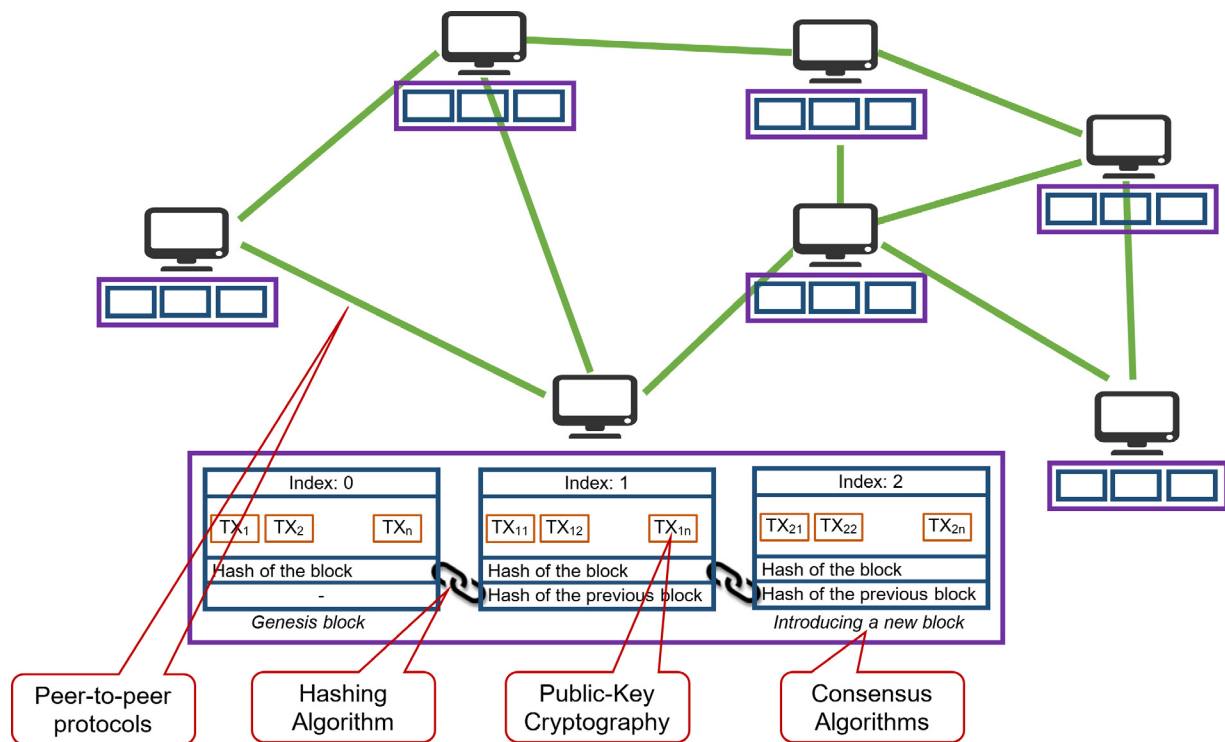 Index: 0
Index: 1
Index: 2
TX₁ TX₂ TXₙ
TX₁₁ TX₁₂ TX₁ₙ
TX₂₁ TX₂₂ TX₂ₙ
Hash of the block
Hash of the block
Hash of the block
-
Hash of the previous block
Hash of the previous block
Genesis block
Introducing a new block
Peer-to-peer
protocols
Hashing
Algorithm
Public-Key
Cryptography
Consensus
Algorithms